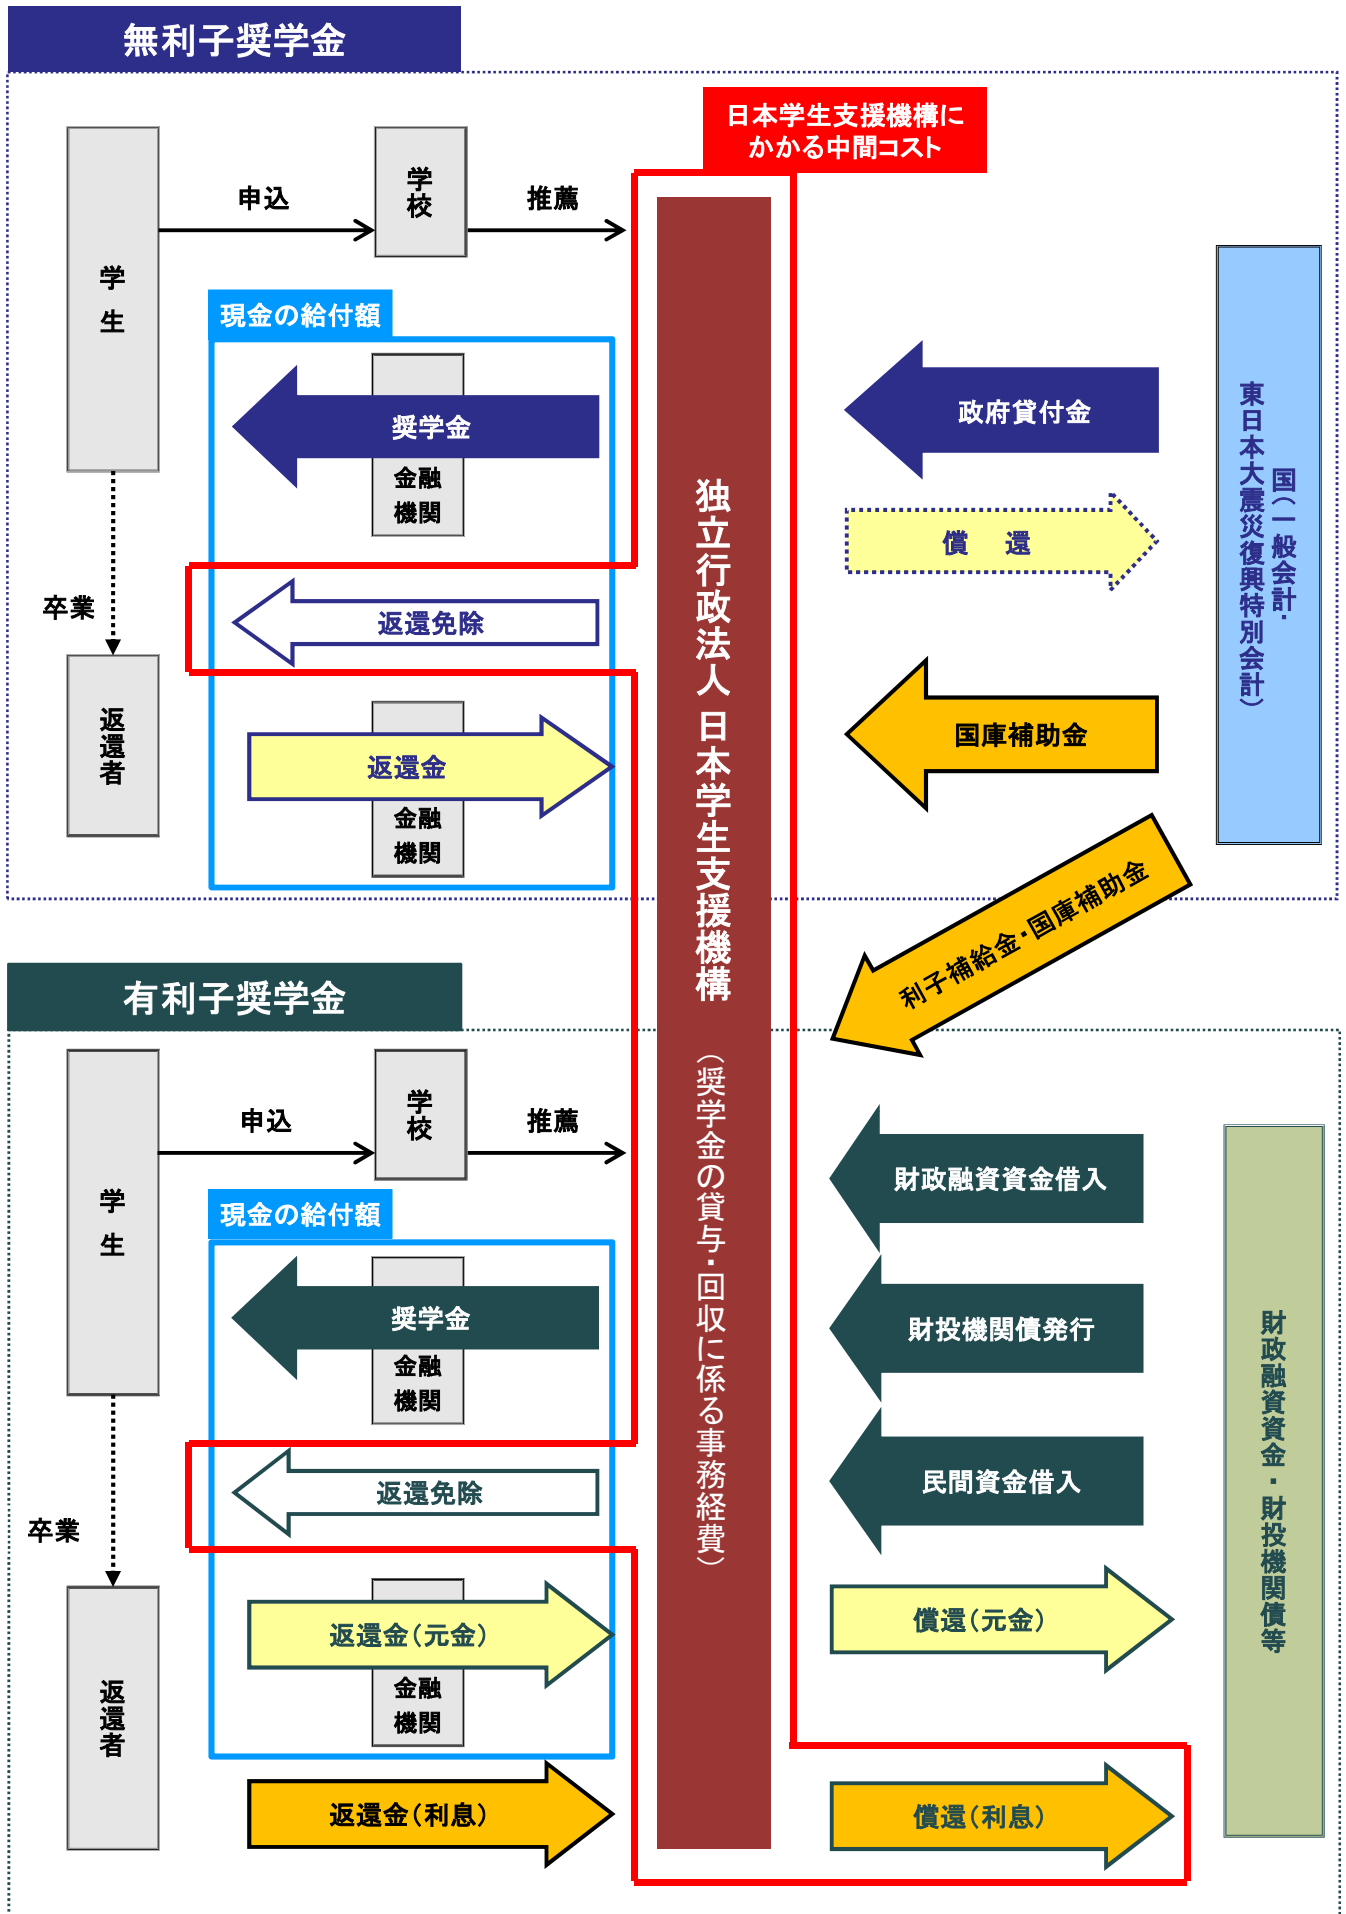 無利子奨学金
日本学生支援機構に
かかる中間コスト
学生
申込
学校
推薦
現金の給付額
奨学金
金融
機関
卒業
返還免除
返還者
返還金
金融
機関
独立行政法人 日本学生支援機構 （奨学金の貸与・回収に係る事務経費）
政府貸付金
償　還
国庫補助金
国（一般会計・
東日本大震災復興特別会計）
利子補給金・国庫補助金
有利子奨学金
学生
申込
学校
推薦
現金の給付額
奨学金
金融
機関
卒業
返還免除
返還者
返還金（元金）
金融
機関
返還金（利息）
財政融資資金借入
財投機関債発行
民間資金借入
償還（元金）
償還（利息）
財政融資資金・財投機関債等